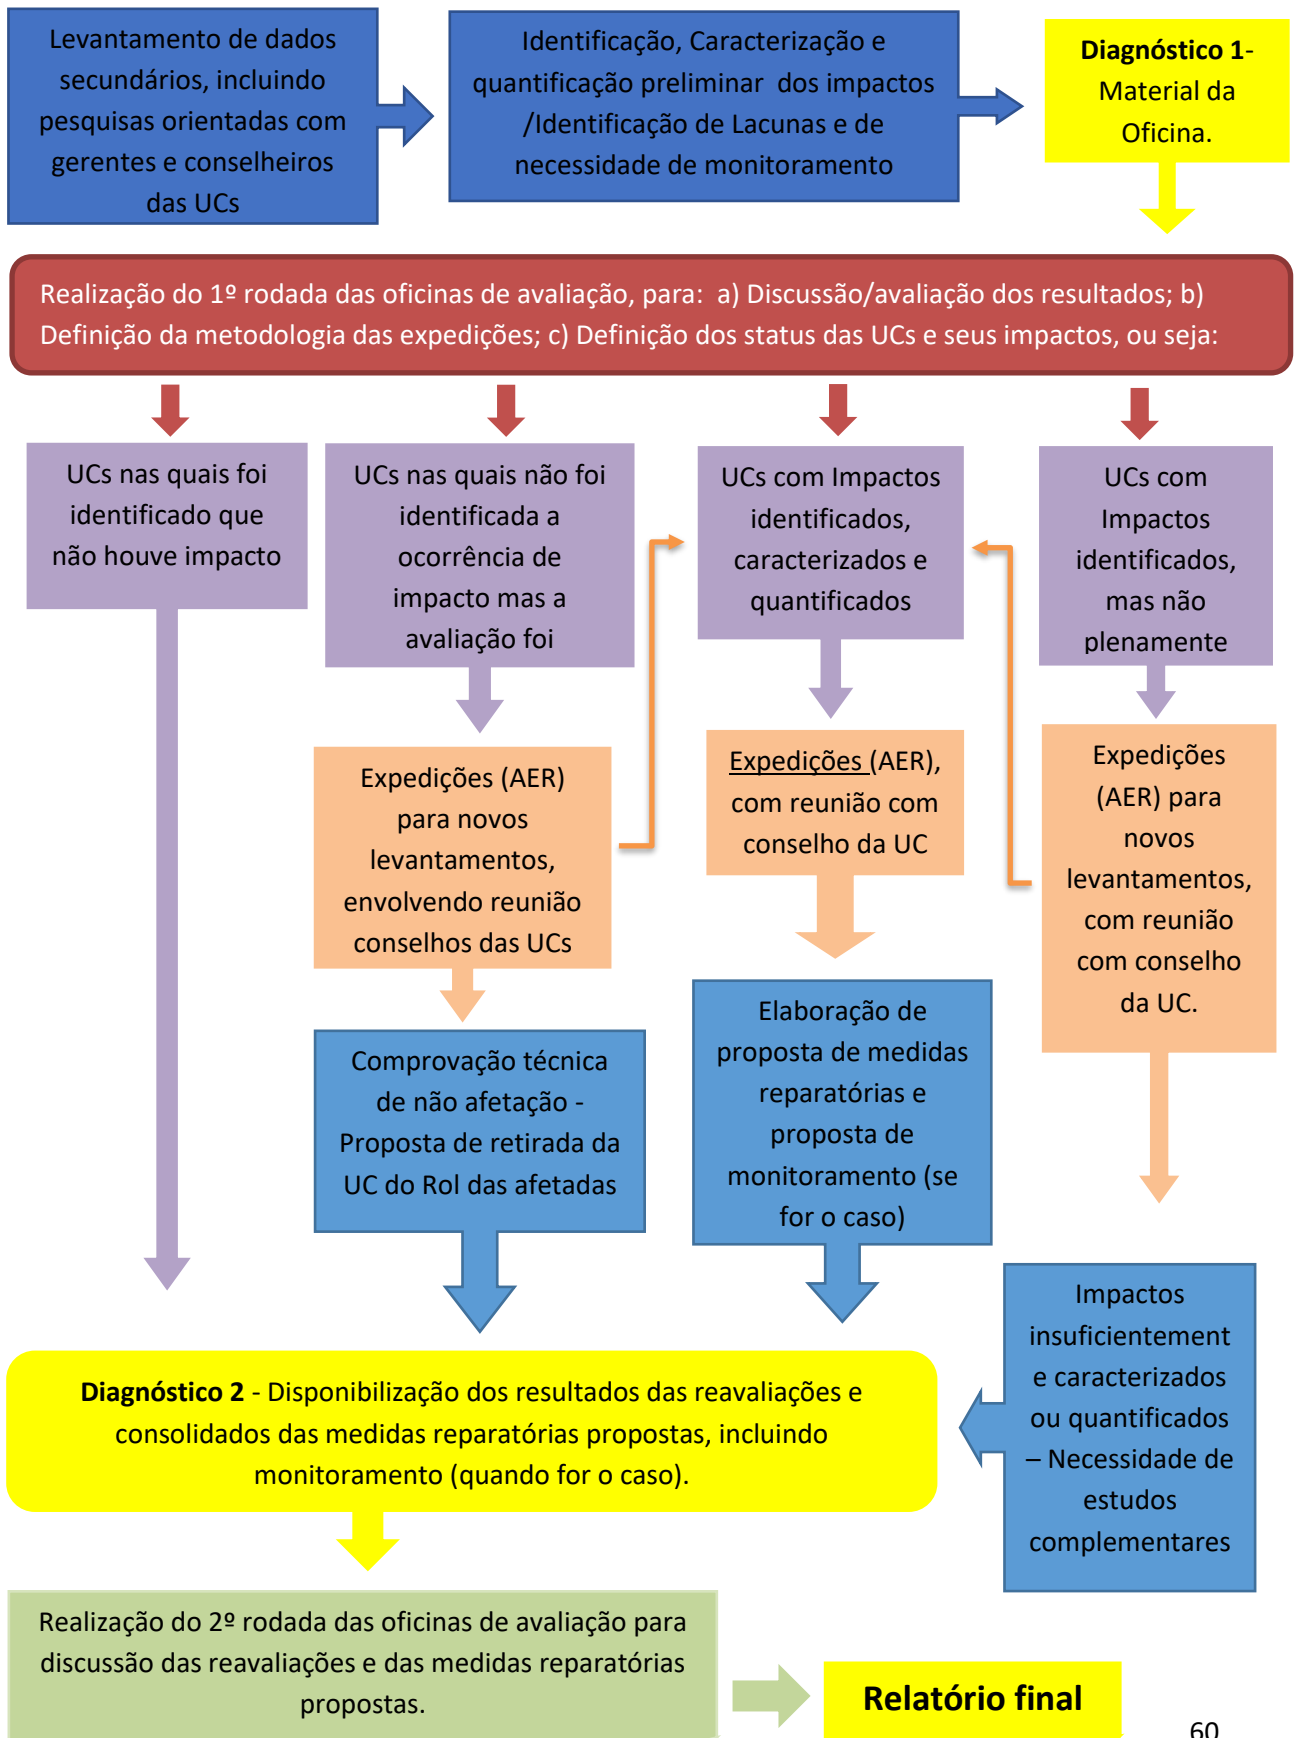 Levantamento de dados
secundários, incluindo
pesquisas orientadas com
gerentes e conselheiros
das UCs
Identificação, Caracterização e
quantificação preliminar  dos impactos
/Identificação de Lacunas e de
necessidade de monitoramento
Diagnóstico 1-
Material da
Oficina.
Realização do 1º rodada das oficinas de avaliação, para:  a) Discussão/avaliação dos resultados; b)
Definição da metodologia das expedições; c) Definição dos status das UCs e seus impactos, ou seja:
UCs nas quais foi
identificado que
não houve impacto
UCs nas quais não foi
identificada a
ocorrência de
impacto mas a
avaliação foi
UCs com Impactos
identificados,
caracterizados e
quantificados
UCs com
Impactos
identificados,
mas não
plenamente
Expedições (AER)
para novos
levantamentos,
envolvendo reunião
conselhos das UCs
Expedições (AER),
com reunião com
conselho da UC
Expedições
(AER) para
novos
levantamentos,
com reunião
com conselho
da UC.
Comprovação técnica
de não afetação -
Proposta de retirada da
UC do Rol das afetadas
Elaboração de
proposta de medidas
reparatórias e
proposta de
monitoramento (se
for o caso)
Impactos
insuficientement
e caracterizados
ou quantificados
– Necessidade de
estudos
complementares
Diagnóstico 2 - Disponibilização dos resultados das reavaliações e
consolidados das medidas reparatórias propostas, incluindo
monitoramento (quando for o caso).
Realização do 2º rodada das oficinas de avaliação para
discussão das reavaliações e das medidas reparatórias
propostas.
Relatório final
60